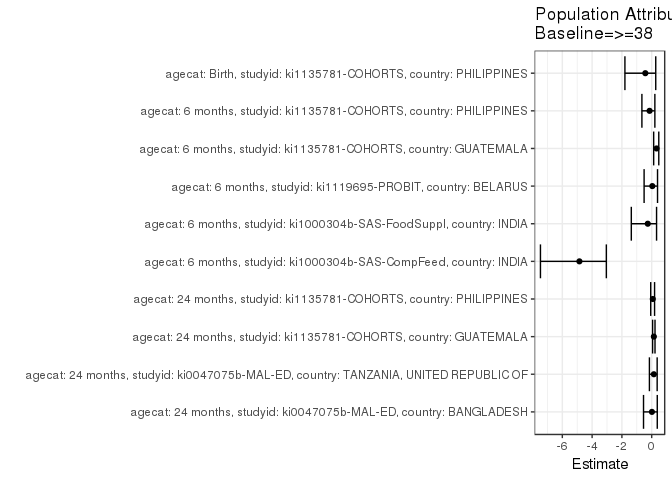 Population Attribu
Baseline=>=38
agecat: Birth, studyid: ki1135781-COHORTS, country: PHILIPPINES
agecat: 6 months, studyid: ki1135781-COHORTS, country: PHILIPPINES
agecat: 6 months, studyid: ki1135781-COHORTS, country: GUATEMALA
agecat: 6 months, studyid: ki1119695-PROBIT, country: BELARUS
agecat: 6 months, studyid: ki1000304b-SAS-FoodSuppl, country: INDIA
agecat: 6 months, studyid: ki1000304b-SAS-CompFeed, country: INDIA
agecat: 24 months, studyid: ki1135781-COHORTS, country: PHILIPPINES
agecat: 24 months, studyid: ki1135781-COHORTS, country: GUATEMALA
agecat: 24 months, studyid: ki0047075b-MAL-ED, country: TANZANIA, UNITED REPUBLIC OF
agecat: 24 months, studyid: ki0047075b-MAL-ED, country: BANGLADESH
-6 -4 -2 0
Estimate